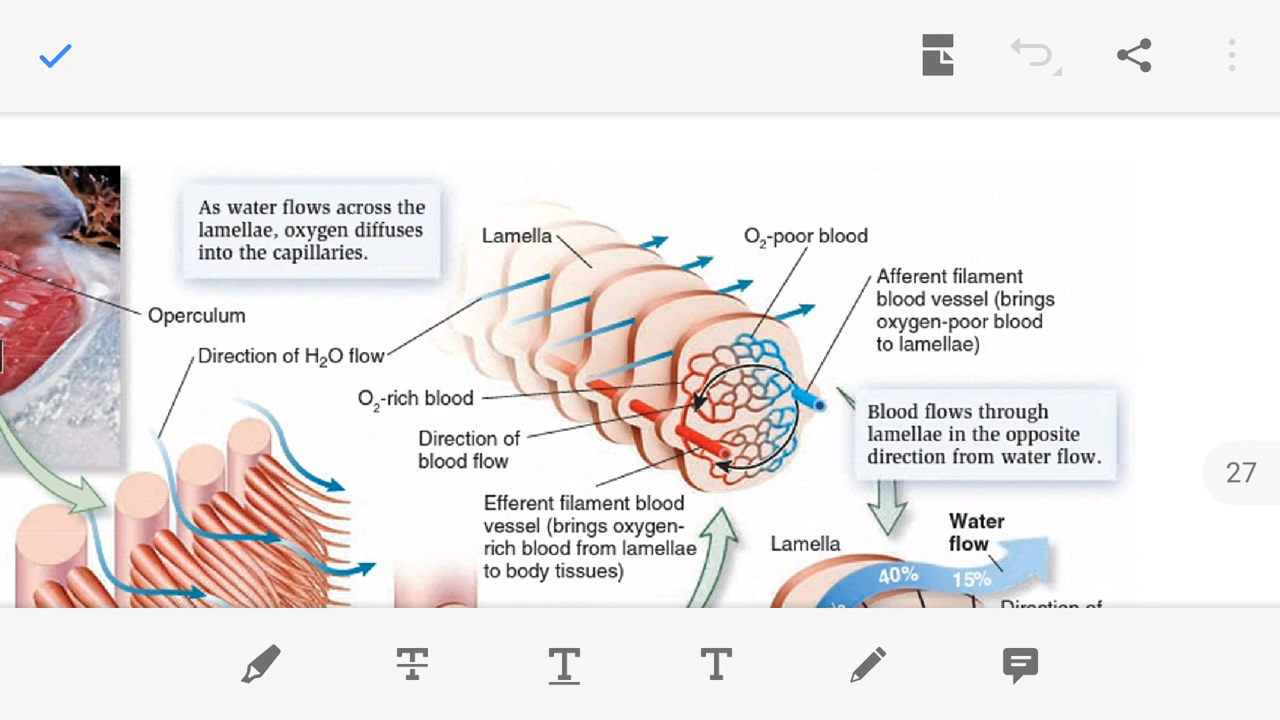 As water flows across the
lamellae, oxygen diffuses
into the capillaries.
Lamella
O₂-poor blood
Afferent filament
blood vessel (brings
oxygen-poor blood
to lamellae)
Operculum
Direction of H₂O flow
O₂-rich blood
Direction of
blood flow
Blood flows through
lamellae in the opposite
direction from water flow.
27
Efferent filament blood
vessel (brings oxygen-
rich blood from lamellae
to body tissues)
Water
flow
Lamella
40%
15%
Direction of